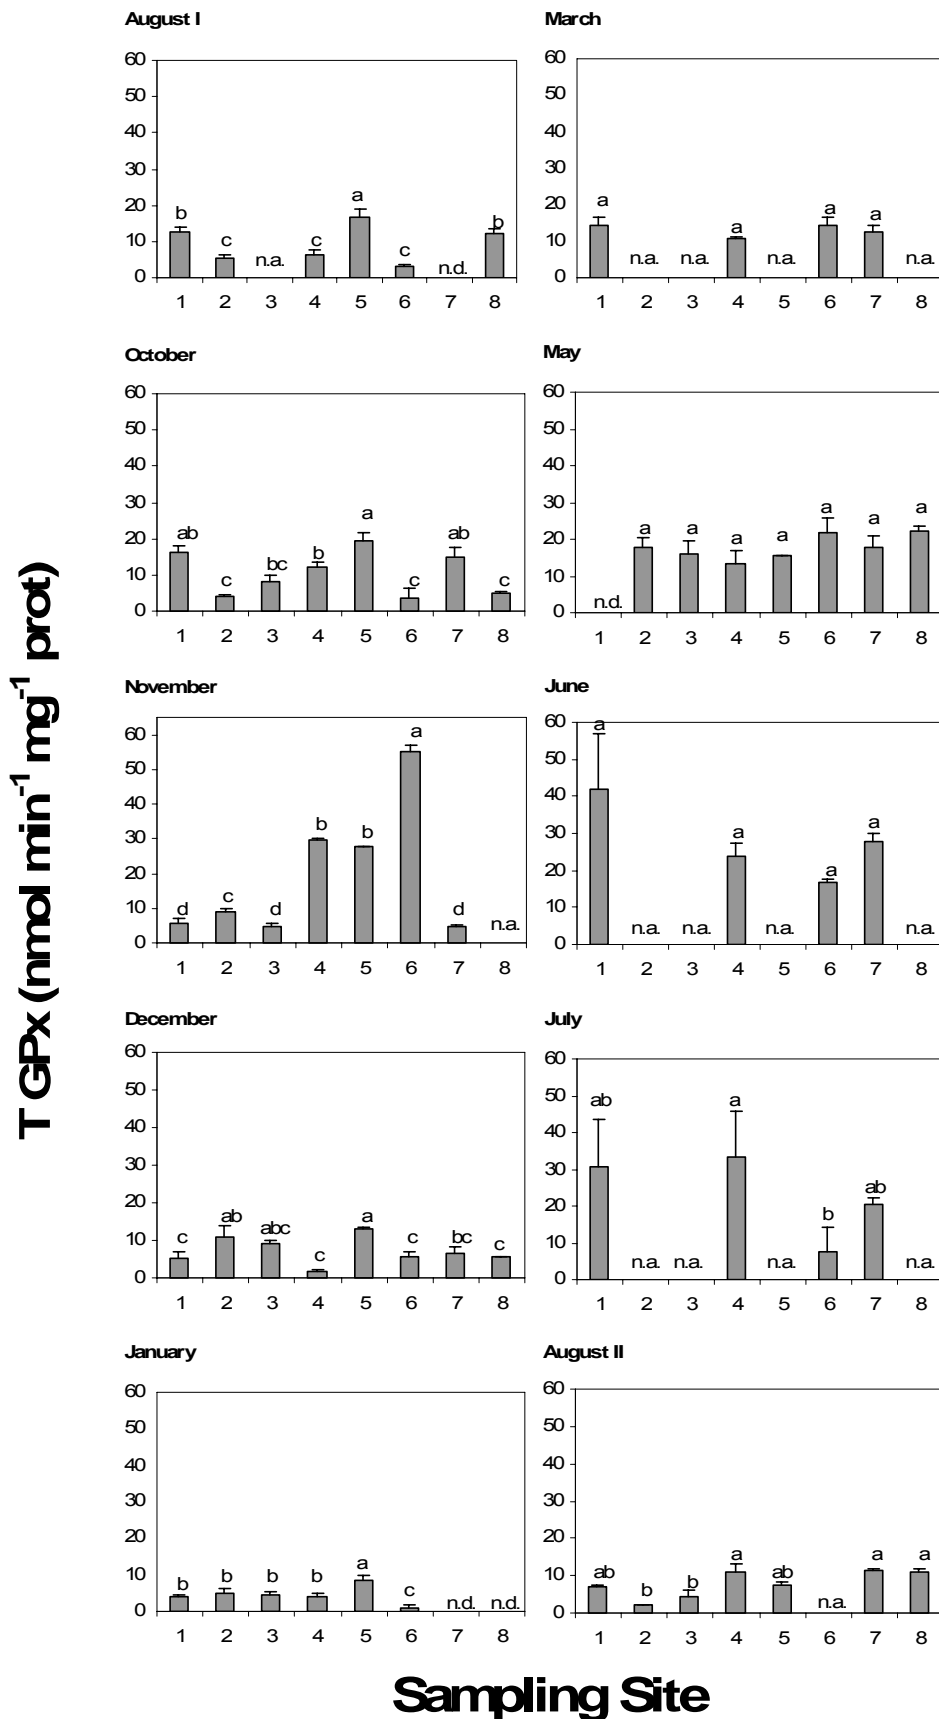 T GPx (nmol min-1 mg-1 prot)
August I
60
50
40
30
20
10
0
b c n.a. c a c n.d. b
1 2 3 4 5 6 7 8
March
60
50
40
30
20
10
0
a n.a. n.a. a n.a. a a n.a.
1 2 3 4 5 6 7 8
October
60
50
40
30
20
10
0
ab c bc b a c ab c
1 2 3 4 5 6 7 8
May
60
50
40
30
20
10
0
n.d. a a a a a a a
1 2 3 4 5 6 7 8
November
60
50
40
30
20
10
0
d c d b b a d n.a.
1 2 3 4 5 6 7 8
June
60
50
40
30
20
10
0
a n.a. n.a. a n.a. a a n.a.
1 2 3 4 5 6 7 8
December
60
50
40
30
20
10
0
c ab abc c a c bc c
1 2 3 4 5 6 7 8
July
60
50
40
30
20
10
0
ab n.a. n.a. a n.a. b ab n.a.
1 2 3 4 5 6 7 8
January
60
50
40
30
20
10
0
b b b b a c n.d. n.d.
1 2 3 4 5 6 7 8
August II
60
50
40
30
20
10
0
ab b b a ab n.a. a a
1 2 3 4 5 6 7 8
Sampling Site